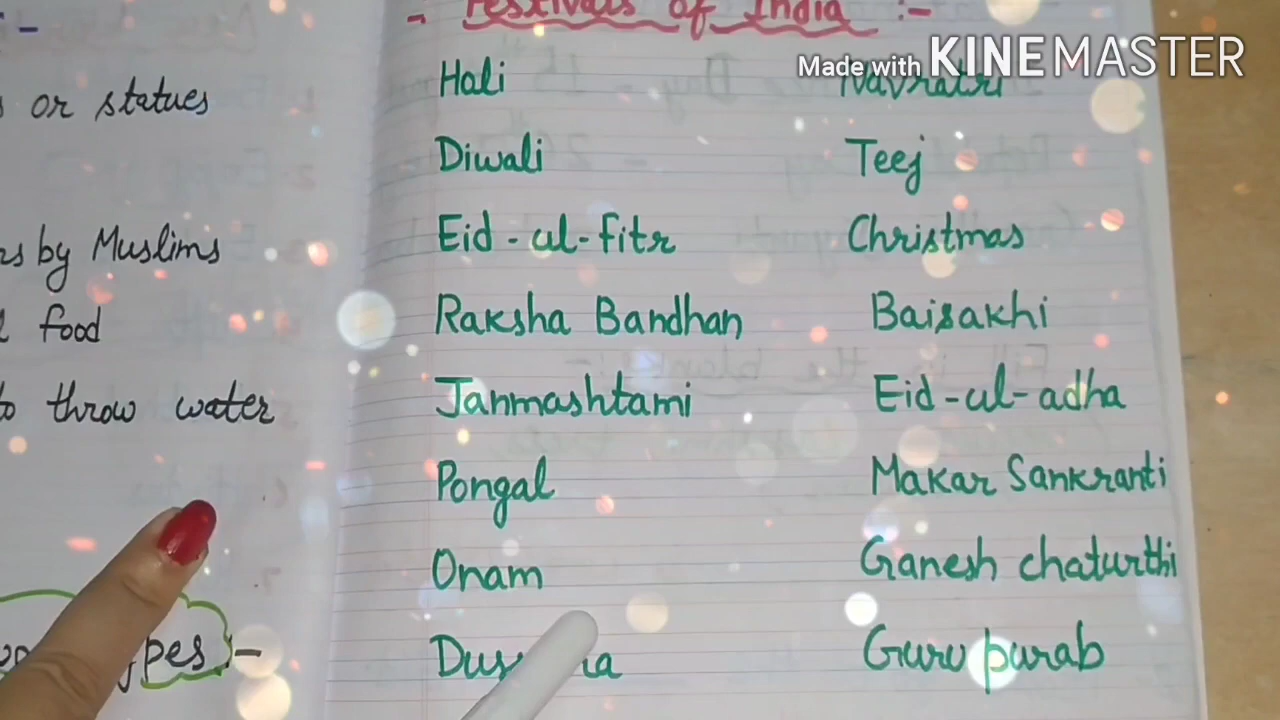 :-
or statues
by Muslims
food
to throw water
:-
- Festivals of India :-
Holi
Diwali
Eid-ul-fitr
Raksha Bandhan
Janmashtami
Pongal
Onam
Made with KINEMASTER
Navratri
Teej
Christmas
Baisakhi
Eid-ul-adha
Makar Sankranti
Ganesh chaturthi
Guru purab